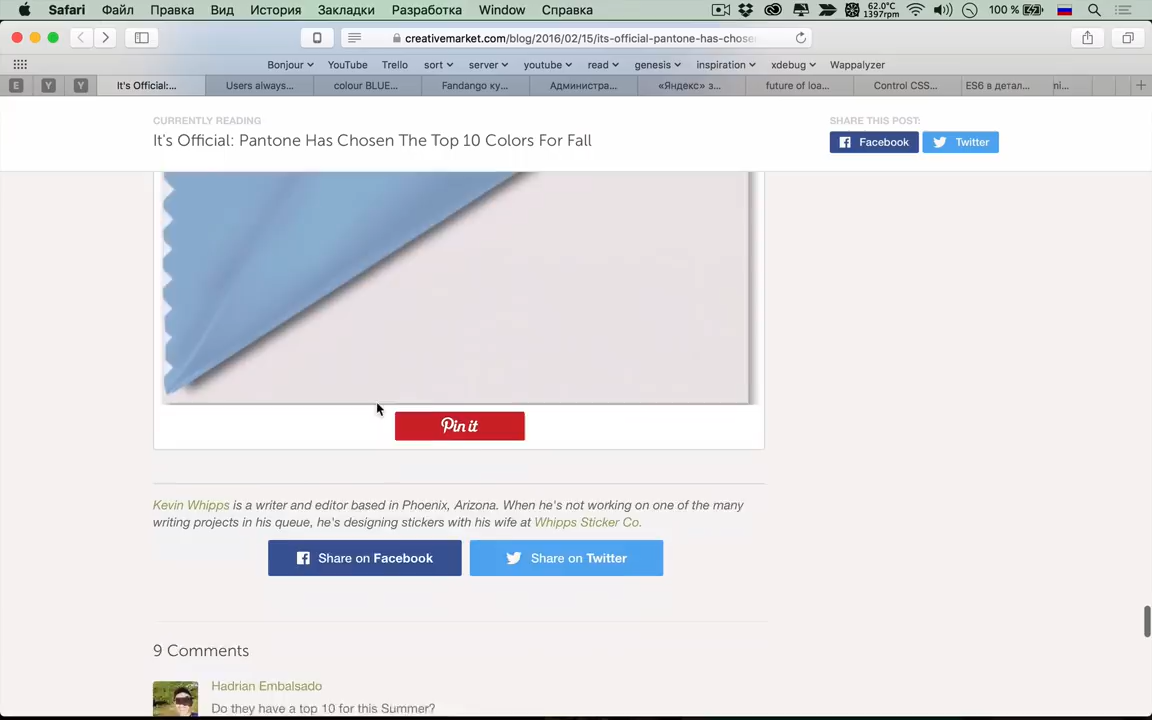 Safari Файл Правка Вид История Закладки Разработка Window Справка 62.0°C 1397rpm 100 %
creativemarket.com/blog/2016/02/15/its-official-pantone-has-chose
Bonjour YouTube Trello sort server youtube read genesis inspiration xdebug Wappalyzer
E Y Y It's Official:... Users always... colour BLUE... Fandango ку... Администра... «Яндекс» з... future of loa... Control CSS... ES6 в детал... ni...
CURRENTLY READING
It's Official: Pantone Has Chosen The Top 10 Colors For Fall
SHARE THIS POST:
Facebook Twitter
Pin it
Kevin Whipps is a writer and editor based in Phoenix, Arizona. When he's not working on one of the many
writing projects in his queue, he's designing stickers with his wife at Whipps Sticker Co.
Share on Facebook Share on Twitter
9 Comments
Hadrian Embalsado
Do they have a top 10 for this Summer?